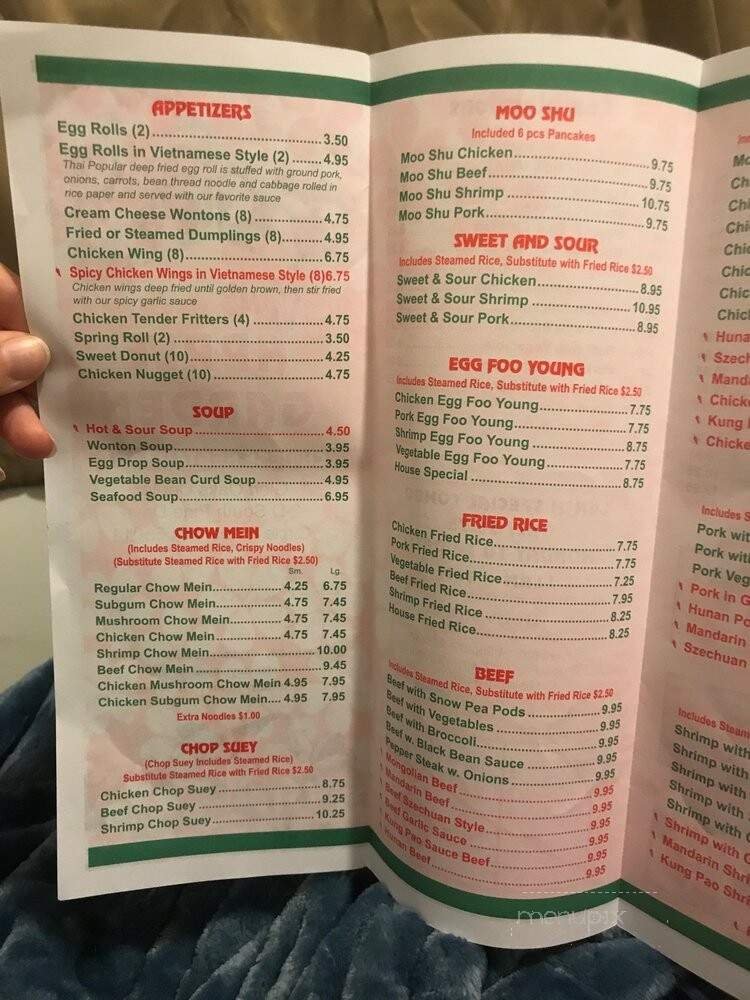 APPETIZERS
Egg Rolls (2)..........3.50
Egg Rolls in Vietnamese Style (2)........4.95
Thai Popular deep fried egg roll is stuffed with ground pork,
onions, carrots, bean thread noodle and cabbage rolled in
rice paper and served with our favorite sauce
Cream Cheese Wontons (8)..........4.75
Fried or Steamed Dumplings (8)..........4.95
Chicken Wing (8)..........6.75
Spicy Chicken Wings in Vietnamese Style (8)6.75
Chicken wings deep fried until golden brown, then stir fried
with our spicy garlic sauce
Chicken Tender Fritters (4)..........4.75
Spring Roll (2)..........3.50
Sweet Donut (10)..........4.25
Chicken Nugget (10)..........4.75
SOUP
Hot & Sour Soup..........4.50
Wonton Soup..........3.95
Egg Drop Soup..........3.95
Vegetable Bean Curd Soup..........4.95
Seafood Soup..........6.95
CHOW MEIN
(Includes Steamed Rice, Crispy Noodles)
(Substitute Steamed Rice with Fried Rice $2.50)
Sm. Lg.
Regular Chow Mein..........4.25 6.75
Subgum Chow Mein..........4.75 7.45
Mushroom Chow Mein..........4.75 7.45
Chicken Chow Mein..........4.75 7.45
Shrimp Chow Mein..........10.00
Beef Chow Mein..........9.45
Chicken Mushroom Chow Mein 4.95 7.95
Chicken Subgum Chow Mein.... 4.95 7.95
Extra Noodles $1.00
CHOP SUEY
(Chop Suey Includes Steamed Rice)
Substitute Steamed Rice with Fried Rice $2.50
Chicken Chop Suey..........8.75
Beef Chop Suey..........9.25
Shrimp Chop Suey..........10.25
MOO SHU
Included 6 pcs Pancakes
Moo Shu Chicken..........9.75
Moo Shu Beef..........9.75
Moo Shu Shrimp..........10.75
Moo Shu Pork..........9.75
SWEET AND SOUR
Includes Steamed Rice, Substitute with Fried Rice $2.50
Sweet & Sour Chicken..........8.95
Sweet & Sour Shrimp..........10.95
Sweet & Sour Pork..........8.95
EGG FOO YOUNG
Includes Steamed Rice, Substitute with Fried Rice $2.50
Chicken Egg Foo Young..........7.75
Pork Egg Foo Young..........7.75
Shrimp Egg Foo Young..........8.75
Vegetable Egg Foo Young..........7.75
House Special..........8.75
FRIED RICE
Chicken Fried Rice..........7.75
Pork Fried Rice..........7.75
Vegetable Fried Rice..........7.25
Beef Fried Rice..........7.95
Shrimp Fried Rice..........8.25
House Fried Rice..........8.25
BEEF
Includes Steamed Rice, Substitute with Fried Rice $2.50
Beef with Snow Pea Pods..........9.95
Beef with Vegetables..........9.95
Beef with Broccoli..........9.95
Beef w. Black Bean Sauce..........9.95
Pepper Steak w. Onions..........9.95
Mongolian Beef..........9.95
Mandarin Beef..........9.95
Beef Szechuan Style..........9.95
Beef Garlic Sauce..........9.95
Kung Pao Sauce Beef..........9.95
Hunan Beef..........9.95
Mo
Chi
Chi
Chi
Chic
Chic
Chic
Chic
Huna
Szec
Manda
Chick
Kung
Chicke
Includes S
Pork wit
Pork wit
Pork Veg
Pork in G
Hunan Po
Mandarin
Szechuan
Includes Steam
Shrimp with
Shrimp with
Shrimp with
Shrimp with
Shrimp with
Shrimp with
Mandarin Shri
Kung Pao Shri
menupix